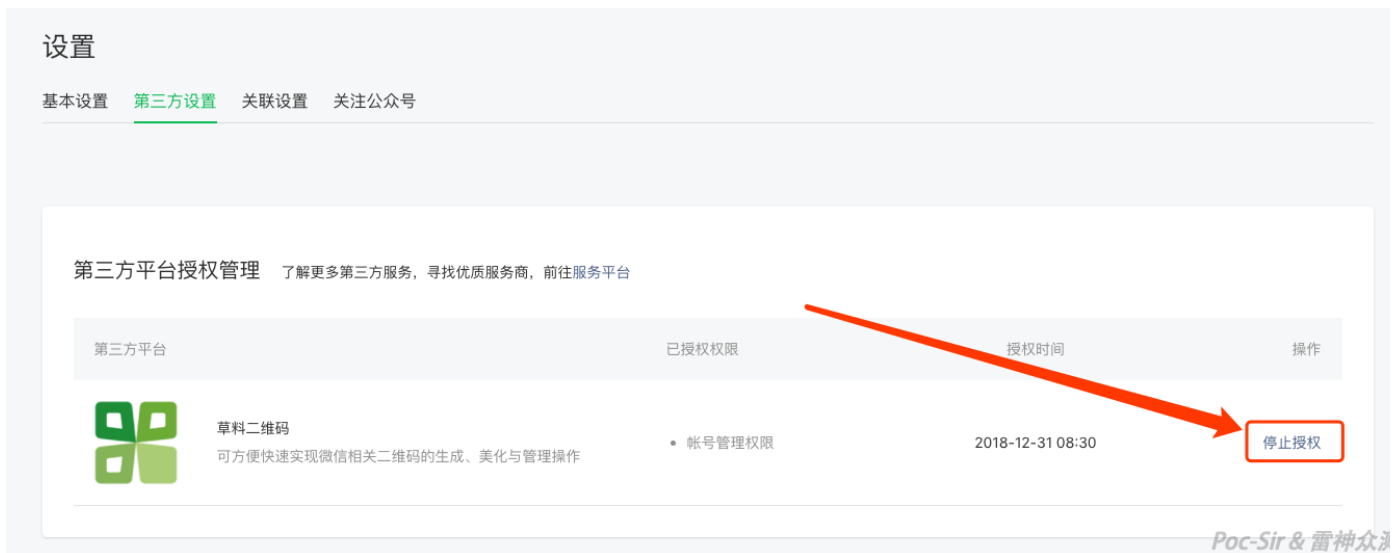 设置
基本设置 第三方设置 关联设置 关注公众号
第三方平台授权管理 了解更多第三方服务，寻找优质服务商，前往服务平台
第三方平台 已授权权限 授权时间 操作
草料二维码
可方便快速实现微信相关二维码的生成、美化与管理操作
• 帐号管理权限 2018-12-31 08:30 停止授权
Poc-Sir & 雷神众测